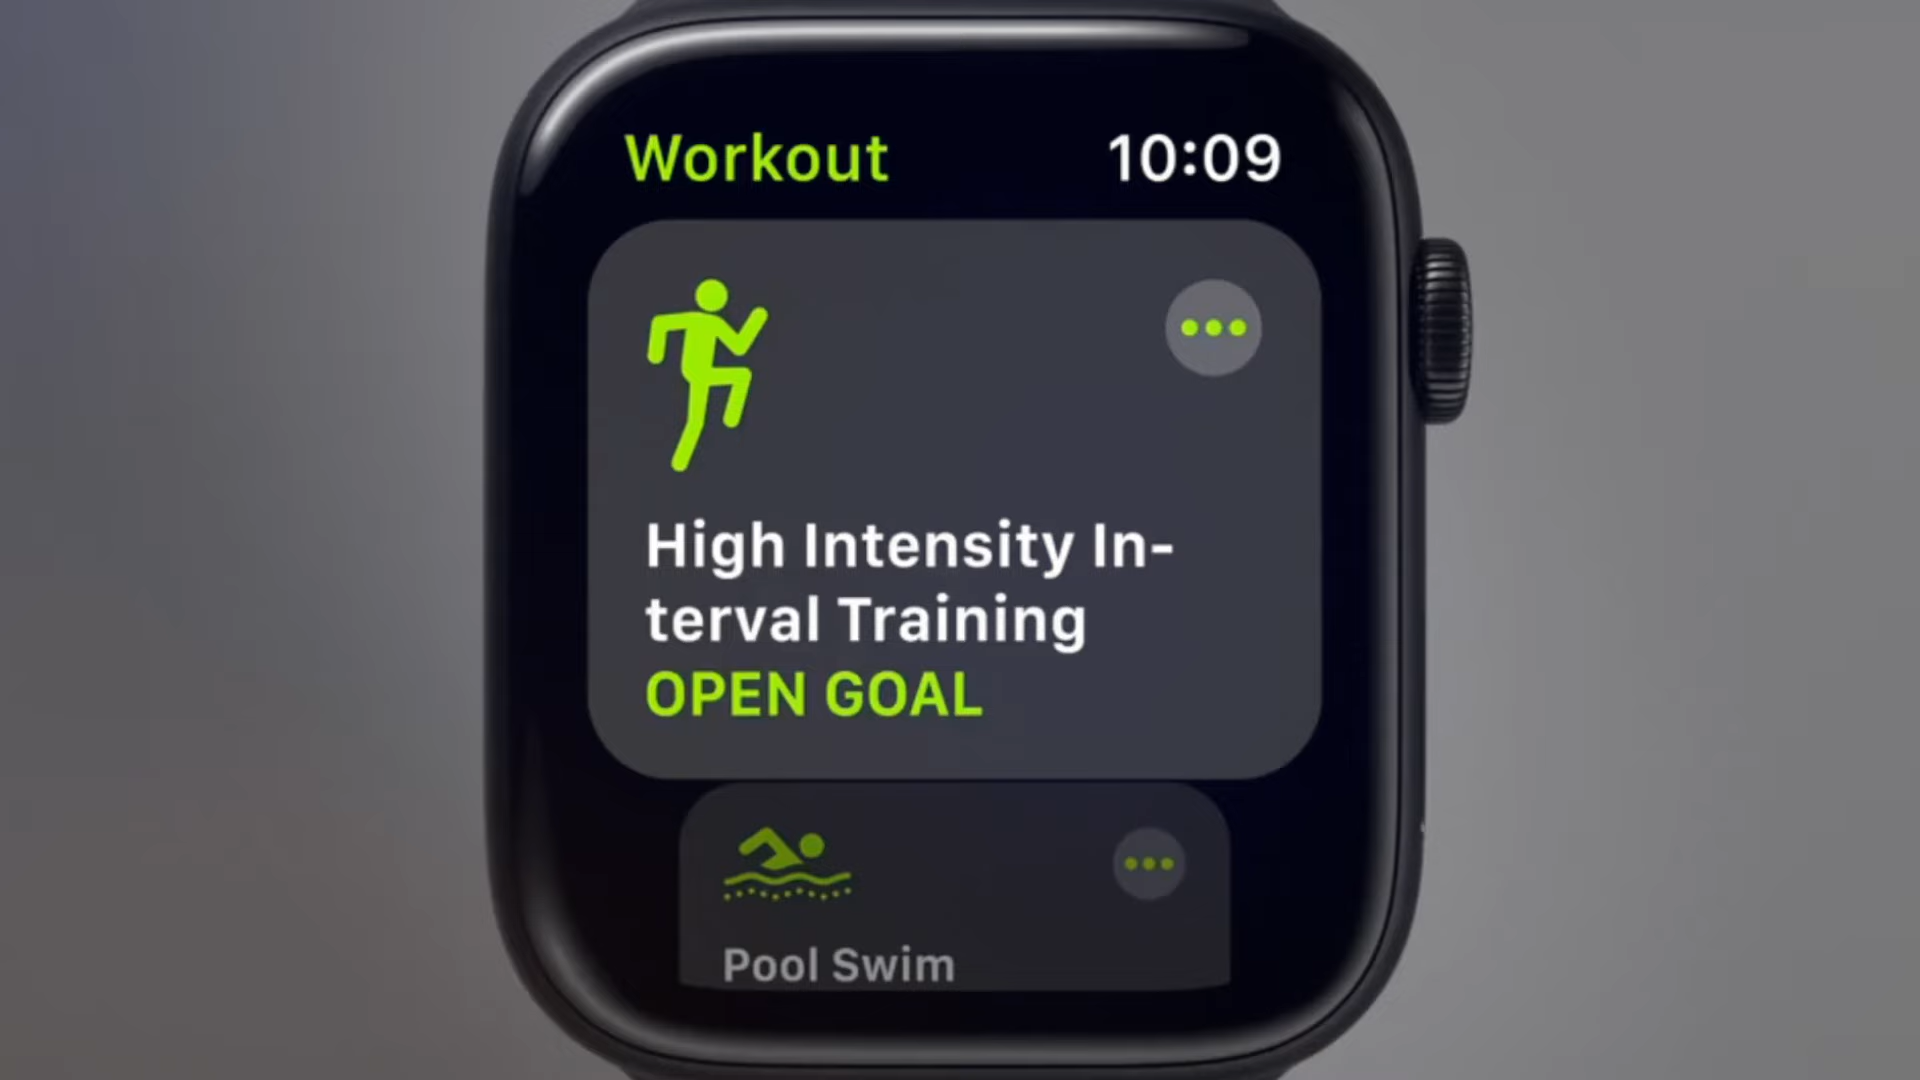 Workout 10:09
High Intensity In-
terval Training
OPEN GOAL
Pool Swim